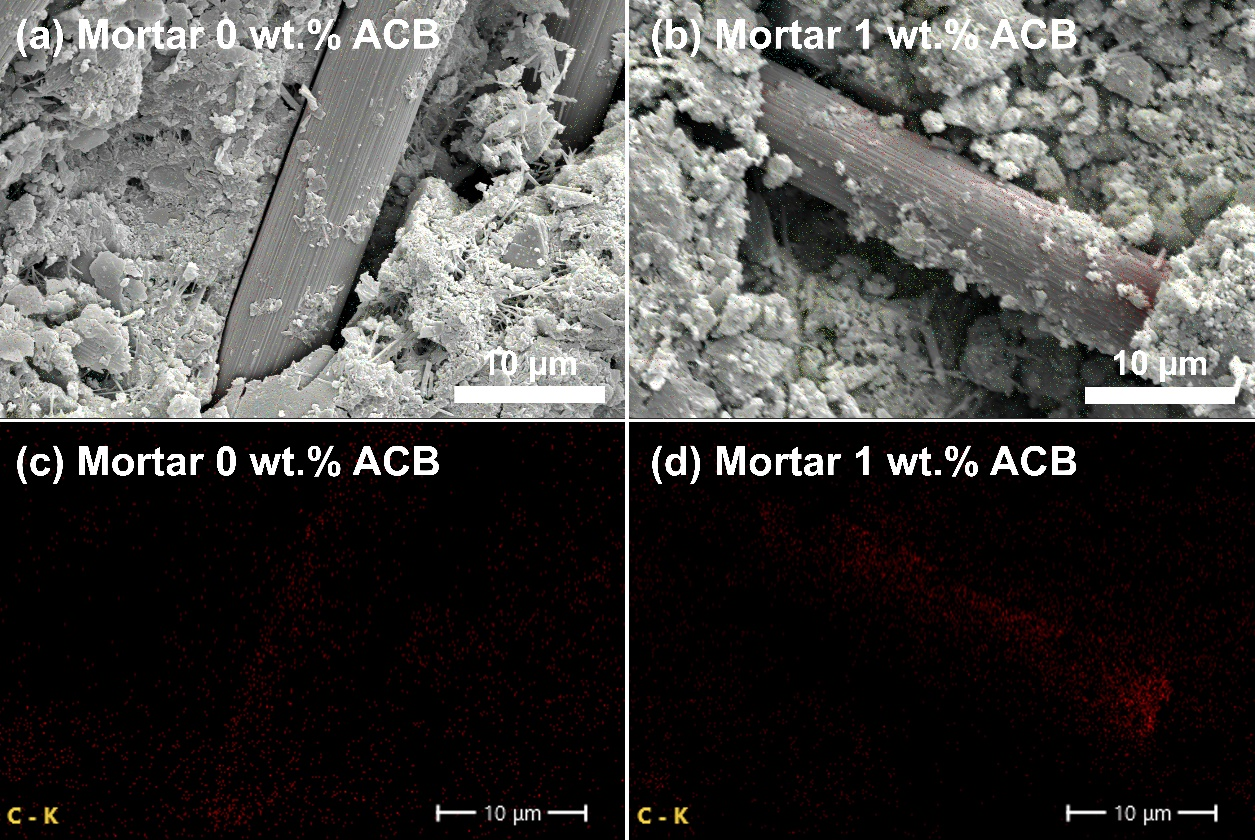 (a) Mortar 0 wt.% ACB
10 µm
(b) Mortar 1 wt.% ACB
10 µm
(c) Mortar 0 wt.% ACB
C - K
10 µm
(d) Mortar 1 wt.% ACB
C - K
10 µm